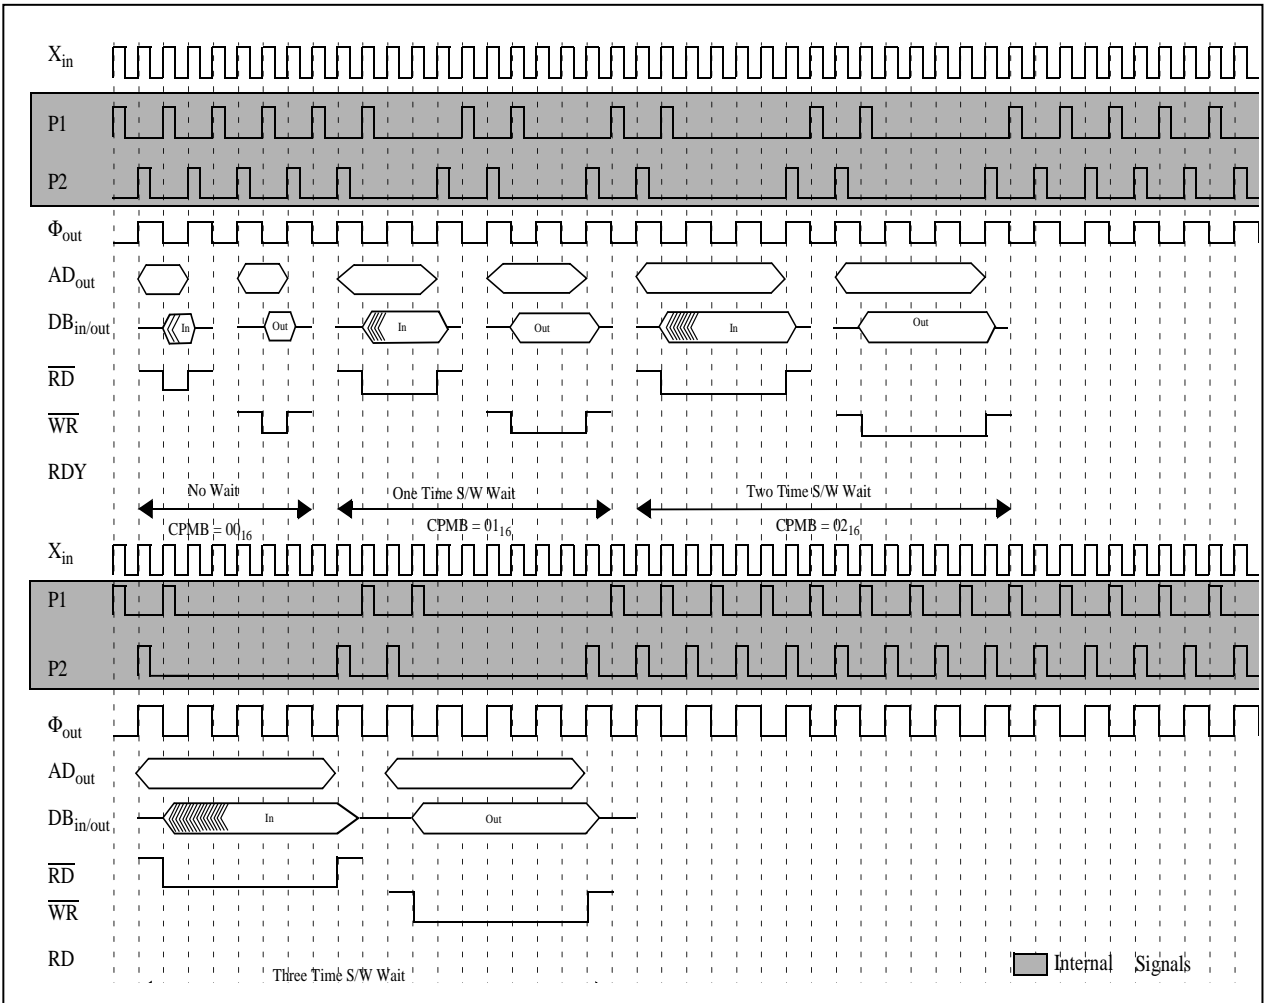 Xin
P1
P2
Φout
ADout
DBin/out In Out In Out In Out
RD
WR
RDY
No Wait One Time S/W Wait Two Time S/W Wait
CPMB = 0016 CPMB = 0116 CPMB = 0216
Xin
P1
P2
Φout
ADout
DBin/out In Out
RD
WR
RD
Internal Signals
Three Time S/W Wait